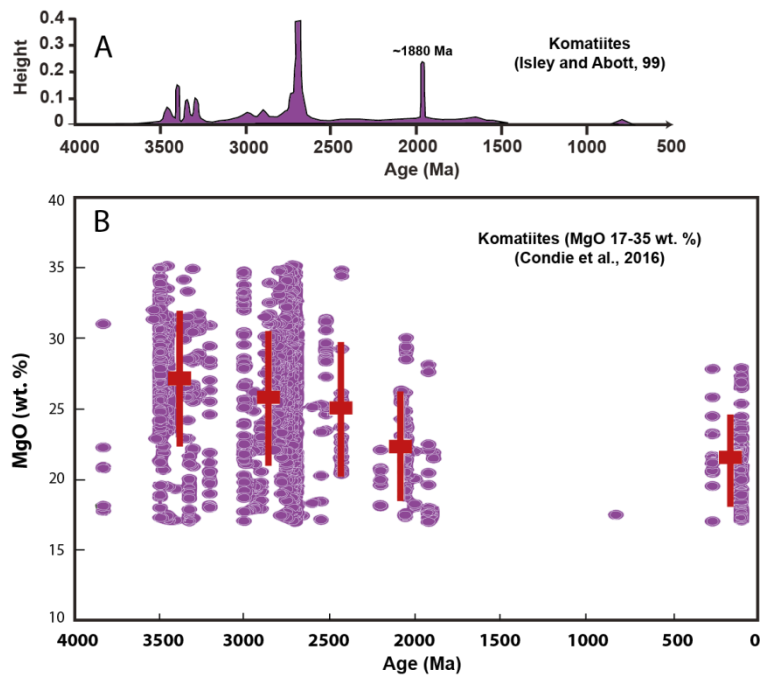 A
Height
0.4
0.3
0.2
0.1
0
~1880 Ma
Komatiites
(Isley and Abott, 99)
4000 3500 3000 2500 2000 1500 1000 500
Age (Ma)
B
MgO (wt. %)
40
35
30
25
20
15
10
Komatiites (MgO 17-35 wt. %)
(Condie et al., 2016)
4000 3500 3000 2500 2000 1500 1000 500 0
Age (Ma)